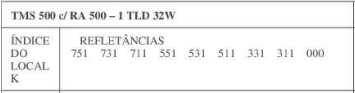 TMS 500 c/ RA 500 – 1 TLD 32W
ÍNDICE DO LOCAL K
REFLETÂNCIAS
751 731 711 551 531 511 331 311 000